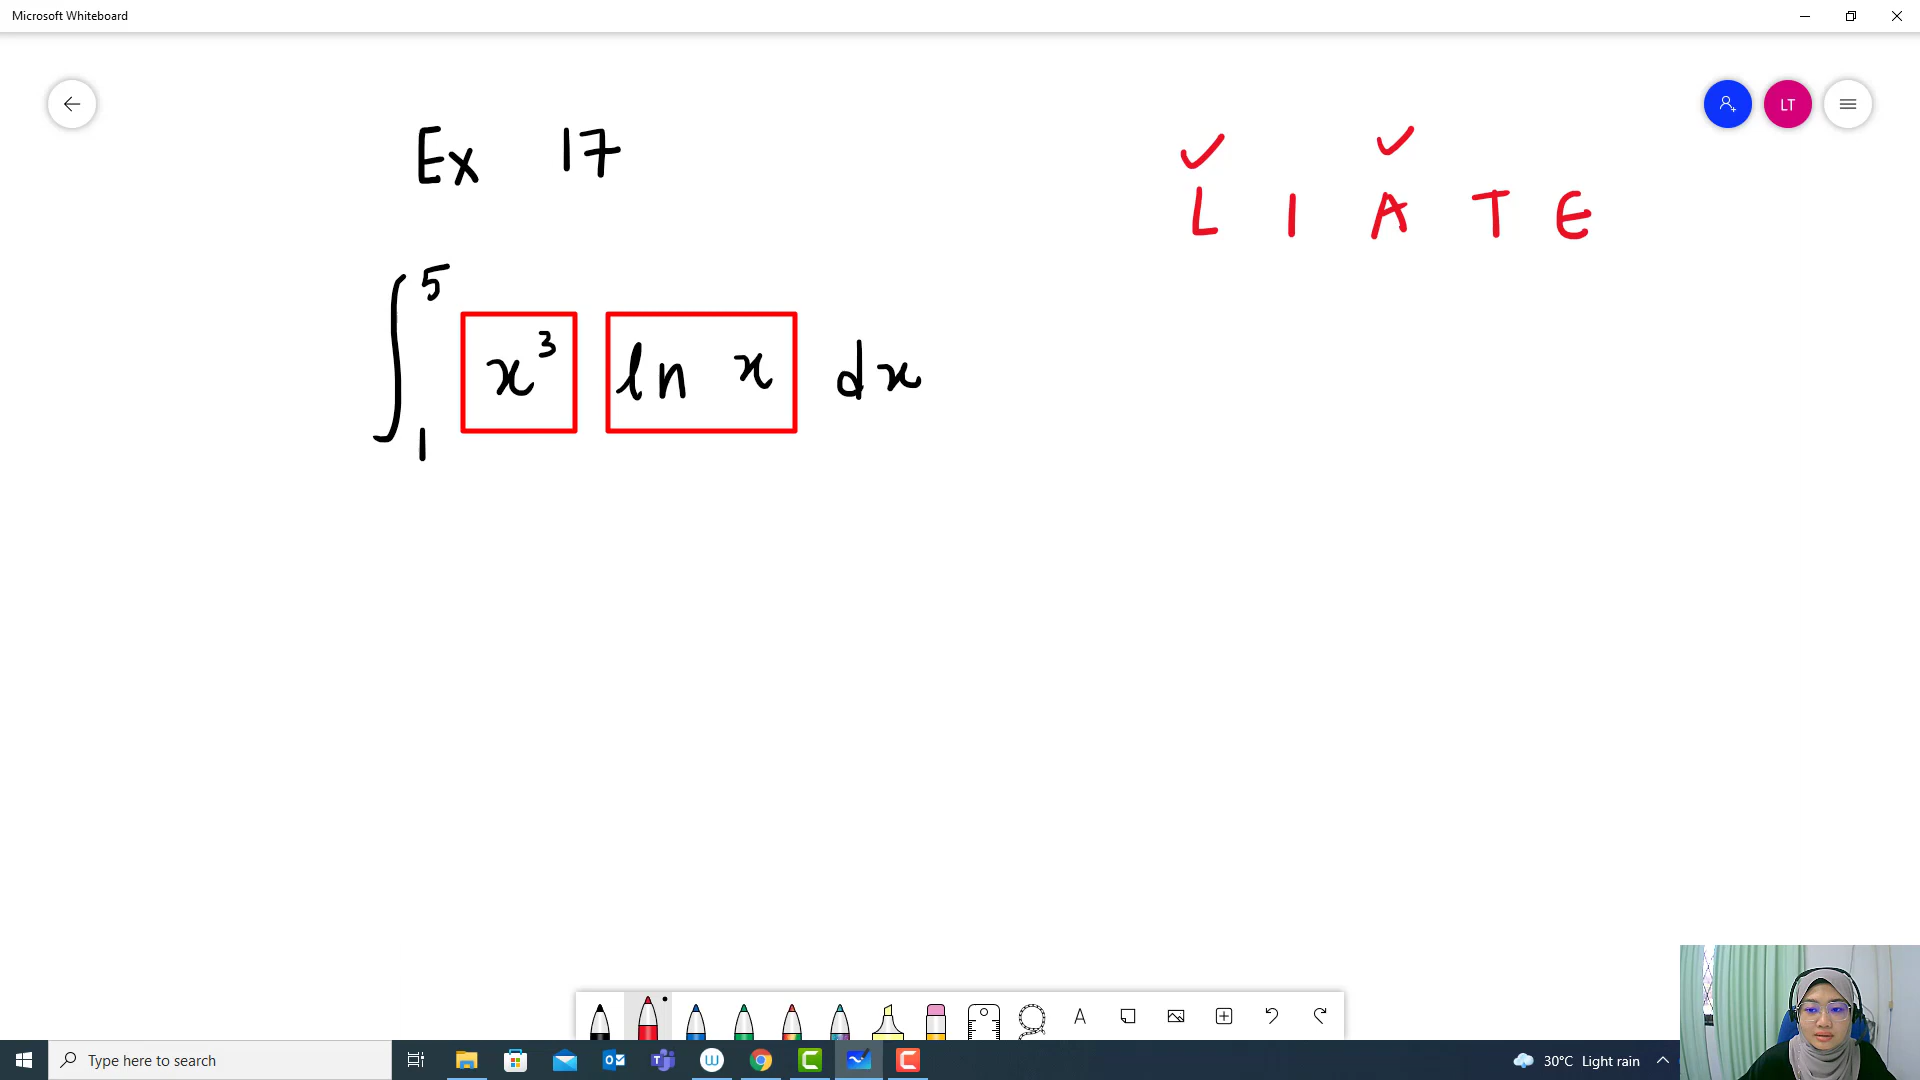 Microsoft Whiteboard
LT
Ex 17
L I A T E
∫₁⁵ x³ ln x dx
A
Type here to search
30°C Light rain